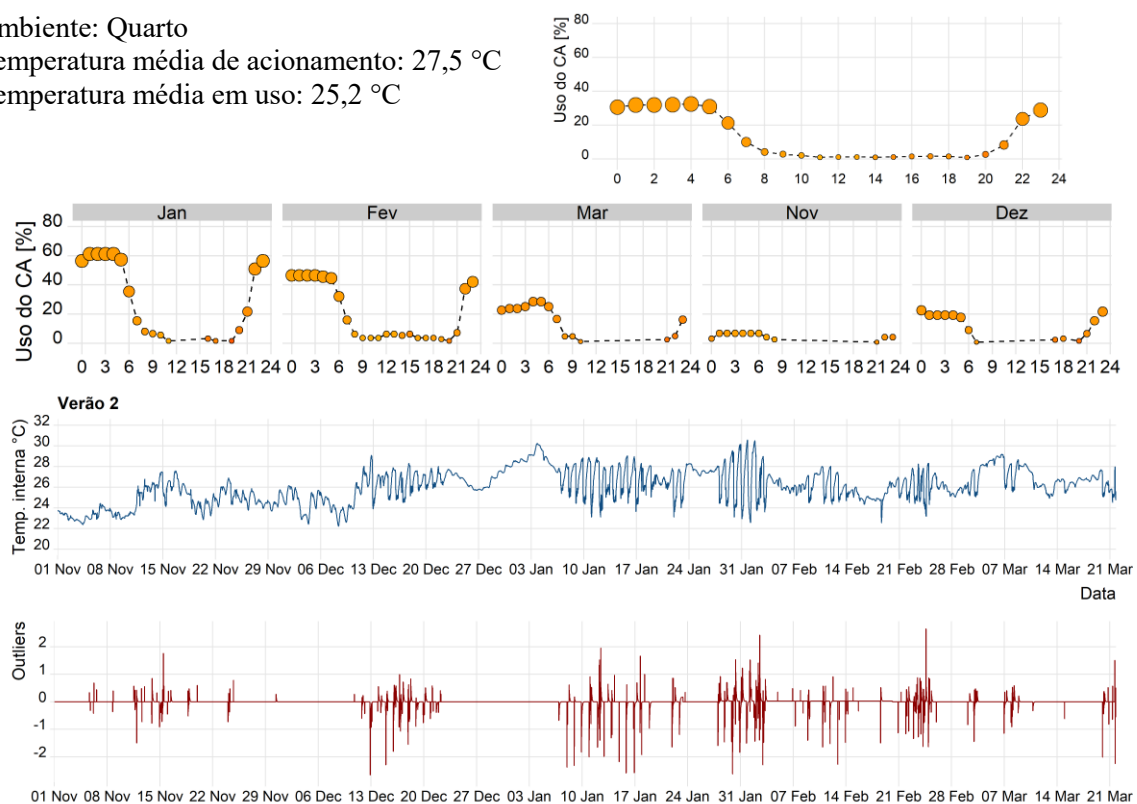 mbiente: Quarto
emperatura média de acionamento: 27,5 °C
emperatura média em uso: 25,2 °C
Uso do CA [%]
80
60
40
20
0
0 2 4 6 8 10 12 14 16 18 20 22 24
Jan Fev Mar Nov Dez
Uso do CA [%]
80
60
40
20
0
0 3 6 9 12 15 18 21 24 0 3 6 9 12 15 18 21 24 0 3 6 9 12 15 18 21 24 0 3 6 9 12 15 18 21 24 0 3 6 9 12 15 18 21 24
Verão 2
Temp. interna °C)
32
30
28
26
24
22
20
01 Nov 08 Nov 15 Nov 22 Nov 29 Nov 06 Dec 13 Dec 20 Dec 27 Dec 03 Jan 10 Jan 17 Jan 24 Jan 31 Jan 07 Feb 14 Feb 21 Feb 28 Feb 07 Mar 14 Mar 21 Mar
Data
Outliers
2
1
0
-1
-2
01 Nov 08 Nov 15 Nov 22 Nov 29 Nov 06 Dec 13 Dec 20 Dec 27 Dec 03 Jan 10 Jan 17 Jan 24 Jan 31 Jan 07 Feb 14 Feb 21 Feb 28 Feb 07 Mar 14 Mar 21 Mar